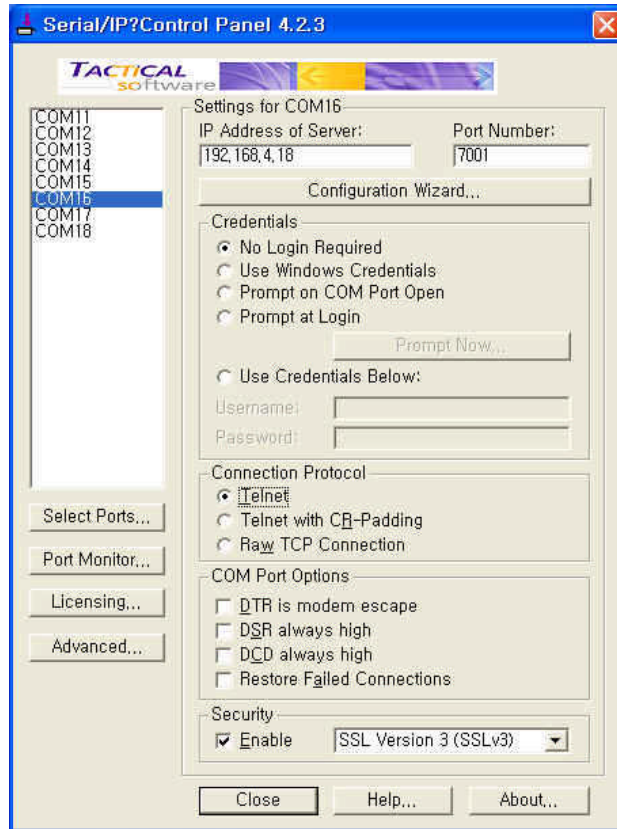 Serial/IP?Control Panel 4.2.3
TACTICAL
software
COM11
COM12
COM13
COM14
COM15
COM16
COM17
COM18
Select Ports...
Port Monitor...
Licensing...
Advanced...
Settings for COM16
IP Address of Server: Port Number:
192.168.4.18 7001
Configuration Wizard...
Credentials
No Login Required
Use Windows Credentials
Prompt on COM Port Open
Prompt at Login
Prompt Now...
Use Credentials Below:
Username:
Password:
Connection Protocol
Telnet
Telnet with CR-Padding
Raw TCP Connection
COM Port Options
DTR is modem escape
DSR always high
DCD always high
Restore Failed Connections
Security
Enable SSL Version 3 (SSLv3)
Close Help... About...